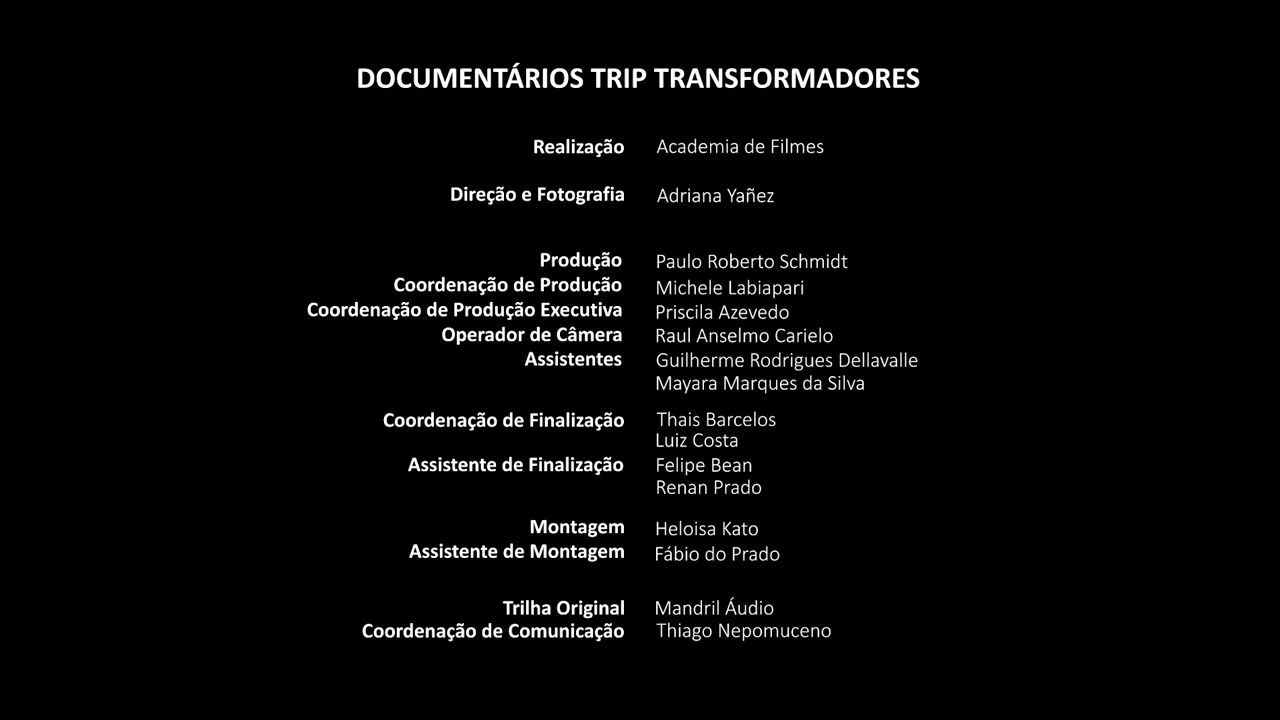 DOCUMENTÁRIOS TRIP TRANSFORMADORES
Realização Academia de Filmes
Direção e Fotografia Adriana Yañez
Produção Paulo Roberto Schmidt
Coordenação de Produção Michele Labiapari
Coordenação de Produção Executiva Priscila Azevedo
Operador de Câmera Raul Anselmo Carielo
Assistentes Guilherme Rodrigues Dellavalle
Mayara Marques da Silva
Coordenação de Finalização Thais Barcelos
Luiz Costa
Assistente de Finalização Felipe Bean
Renan Prado
Montagem Heloisa Kato
Assistente de Montagem Fábio do Prado
Trilha Original Mandril Áudio
Coordenação de Comunicação Thiago Nepomuceno